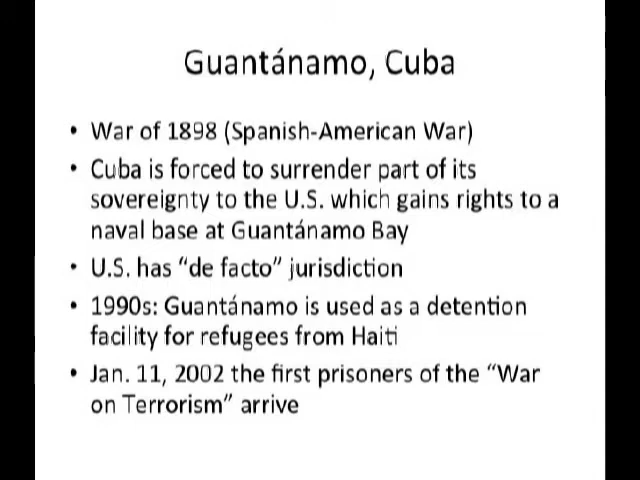 Guantánamo, Cuba
• War of 1898 (Spanish-American War)
• Cuba is forced to surrender part of its
sovereignty to the U.S. which gains rights to a
naval base at Guantánamo Bay
• U.S. has “de facto” jurisdiction
• 1990s: Guantánamo is used as a detention
facility for refugees from Haiti
• Jan. 11, 2002 the first prisoners of the “War
on Terrorism” arrive